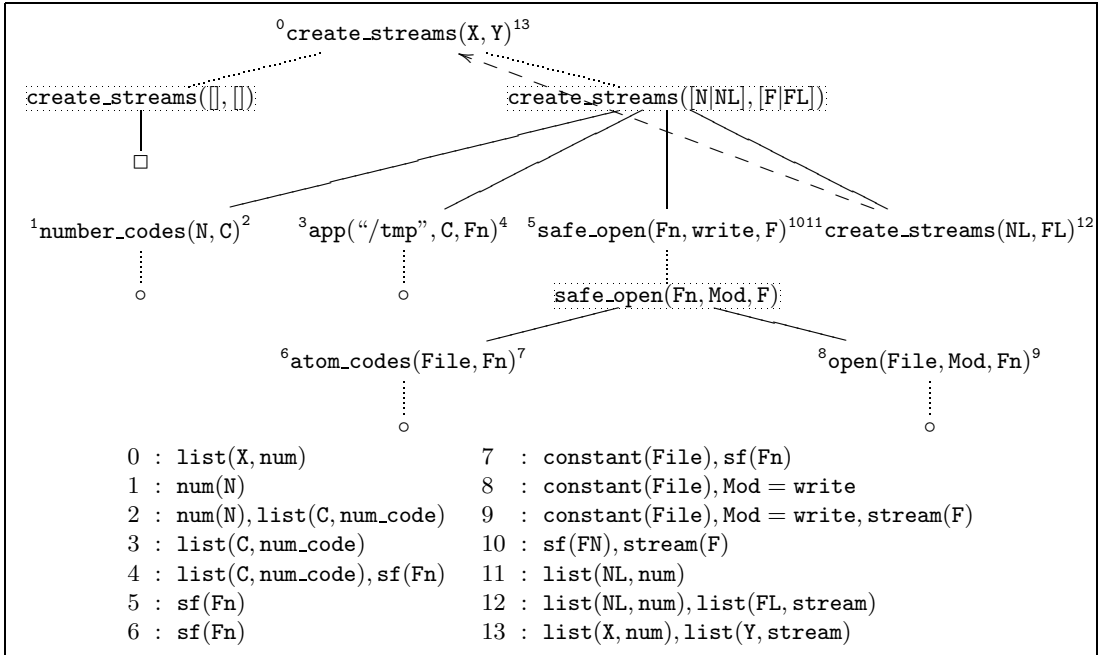 0create_streams(X, Y)13
create_streams([], []) create_streams([N|NL], [F|FL])
□
1number_codes(N, C)2 3app(“/tmp”, C, Fn)4 5safe_open(Fn, write, F)10 11create_streams(NL, FL)12
safe_open(Fn, Mod, F)
6atom_codes(File, Fn)7 8open(File, Mod, Fn)9
0 : list(X, num) 7 : constant(File), sf(Fn)
1 : num(N) 8 : constant(File), Mod = write
2 : num(N), list(C, num_code) 9 : constant(File), Mod = write, stream(F)
3 : list(C, num_code) 10 : sf(FN), stream(F)
4 : list(C, num_code), sf(Fn) 11 : list(NL, num)
5 : sf(Fn) 12 : list(NL, num), list(FL, stream)
6 : sf(Fn) 13 : list(X, num), list(Y, stream)